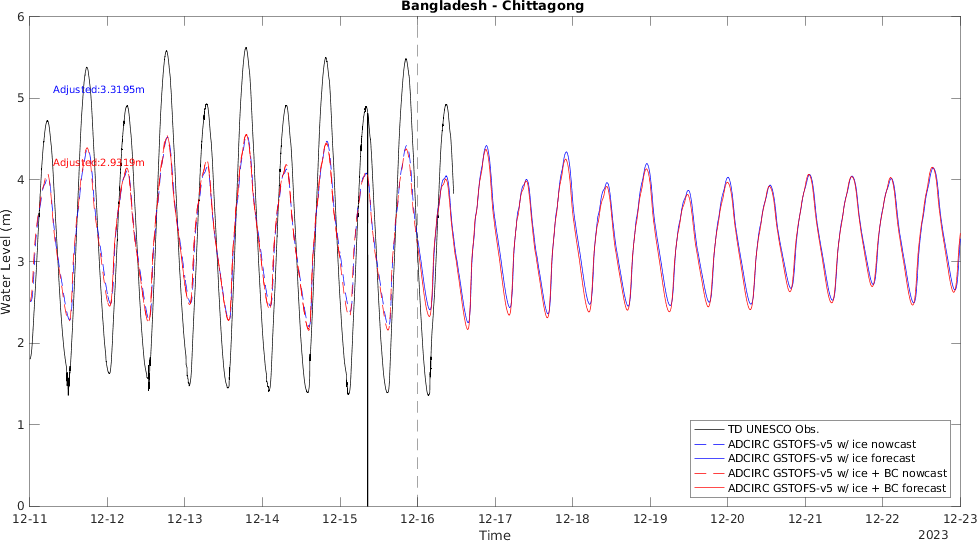 Bangladesh - Chittagong
6
5
4
3
2
1
0
Water Level (m)
Adjusted:3.3195m
Adjusted:2.9319m
TD UNESCO Obs.
ADCIRC GSTOFS-v5 w/ ice nowcast
ADCIRC GSTOFS-v5 w/ ice forecast
ADCIRC GSTOFS-v5 w/ ice + BC nowcast
ADCIRC GSTOFS-v5 w/ ice + BC forecast
12-11 12-12 12-13 12-14 12-15 12-16 12-17 12-18 12-19 12-20 12-21 12-22 12-23
Time
2023